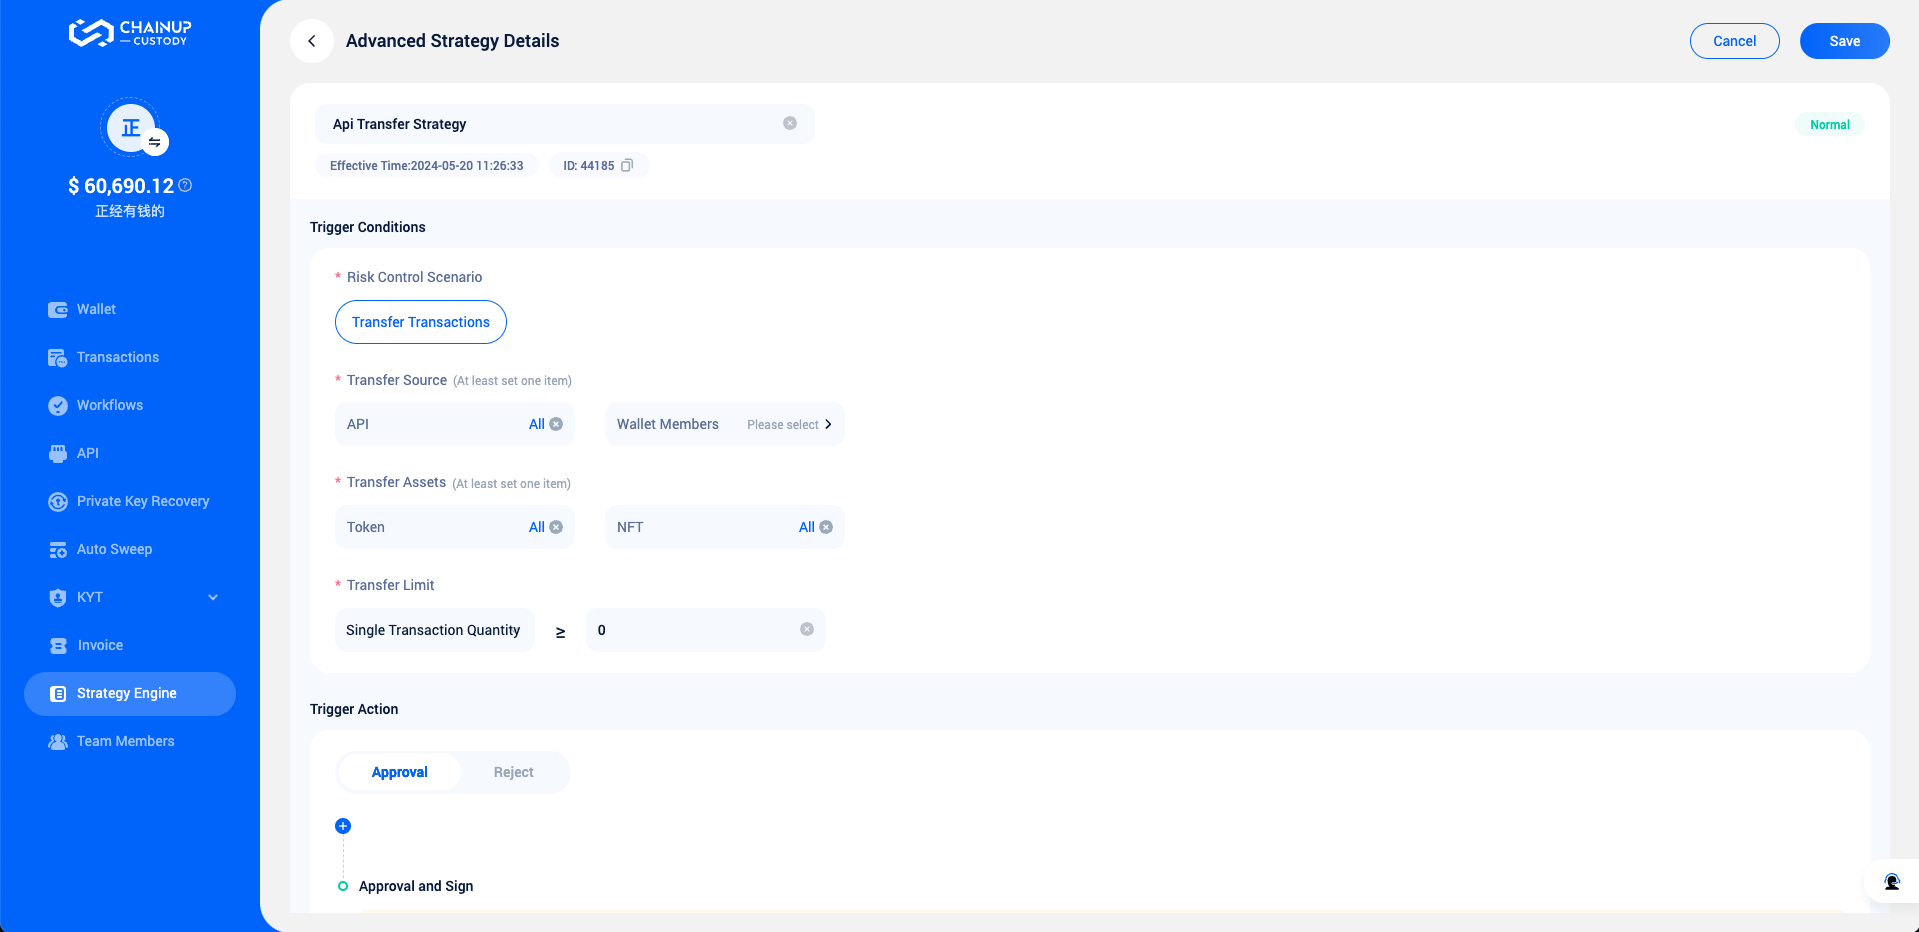 CHAINUP
CUSTODY
正
$ 60,690.12
正经有钱的
Wallet
Transactions
Workflows
API
Private Key Recovery
Auto Sweep
KYT
Invoice
Strategy Engine
Team Members
Advanced Strategy Details
Cancel
Save
Api Transfer Strategy
Normal
Effective Time:2024-05-20 11:26:33
ID: 44185
Trigger Conditions
* Risk Control Scenario
Transfer Transactions
* Transfer Source (At least set one item)
API All
Wallet Members Please select
* Transfer Assets (At least set one item)
Token All
NFT All
* Transfer Limit
Single Transaction Quantity ≥ 0
Trigger Action
Approval Reject
Approval and Sign